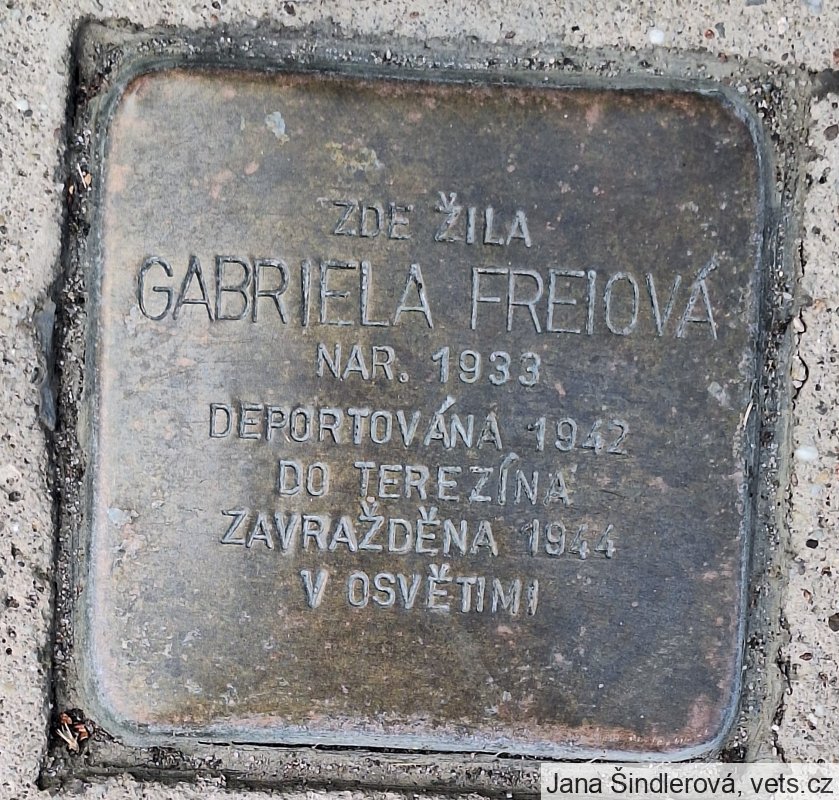 ZDE ŽILA
GABRIELA FREIOVÁ
NAR. 1933
DEPORTOVÁNA 1942
DO TEREZÍNA
ZAVRAŽDĚNA 1944
V OSVĚTIMI
Jana Šindlerová, vets.cz